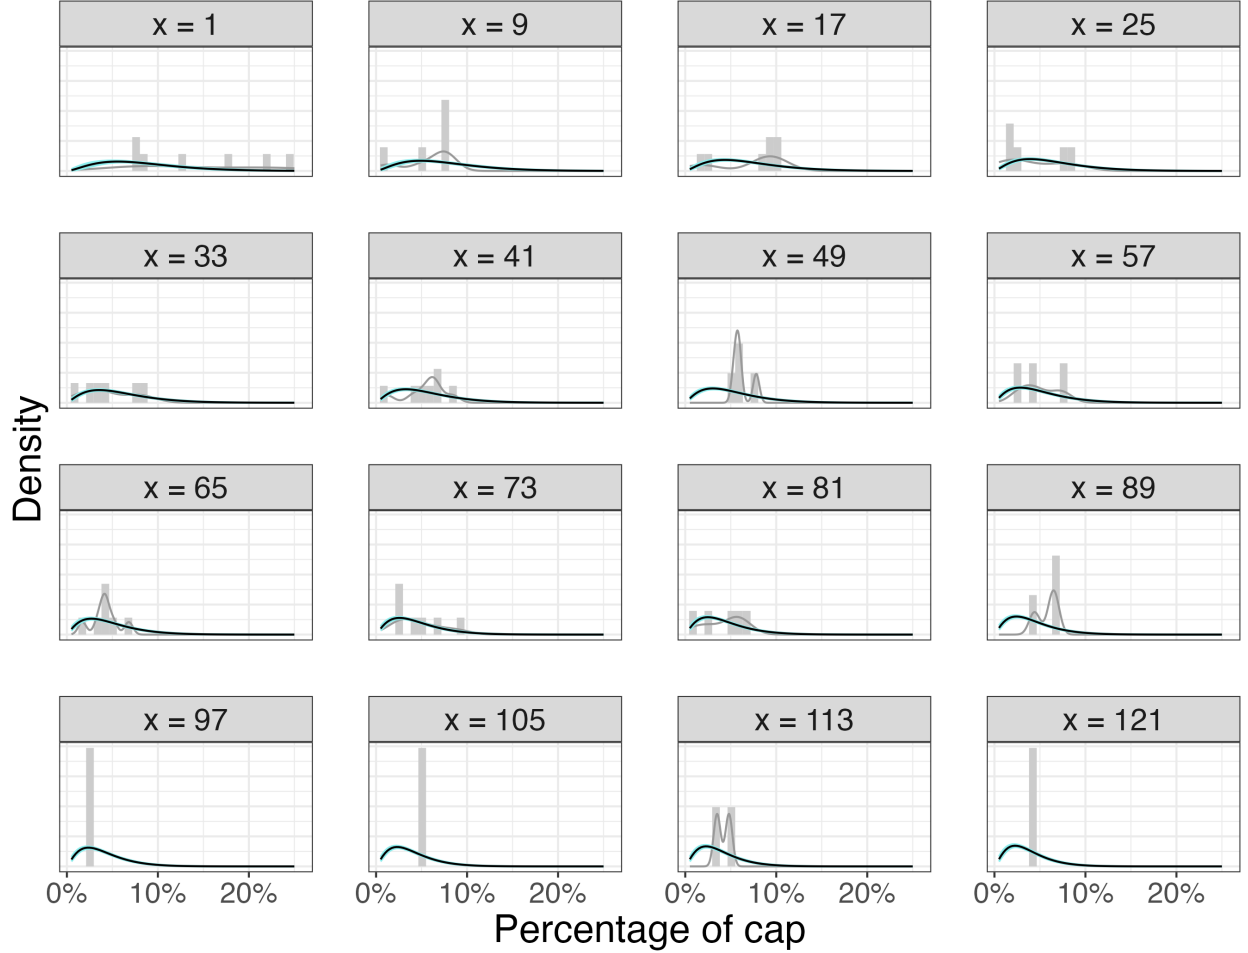 x = 1
x = 9
x = 17
x = 25
x = 33
x = 41
x = 49
x = 57
x = 65
x = 73
x = 81
x = 89
x = 97
x = 105
x = 113
x = 121
Density
0% 10% 20% 0% 10% 20% 0% 10% 20% 0% 10% 20%
Percentage of cap